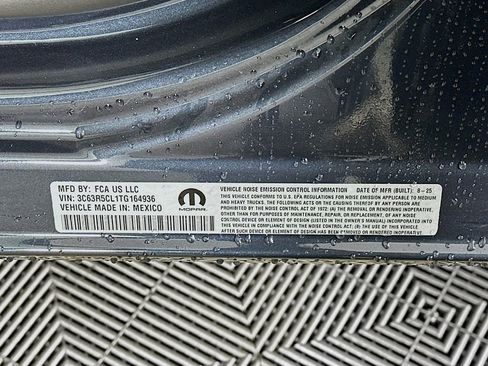 MFD BY: FCA US LLC
VIN: 3C63R5CL1TG164936
VEHICLE MADE IN: MEXICO
MOPAR
VEHICLE NOISE EMISSION CONTROL INFORMATION DATE OF MFR (BUILT): 8-25
THIS VEHICLE CONFORMS TO U.S. EPA REGULATIONS FOR NOISE EMISSION APPLICABLE TO MEDIUM
AND HEAVY TRUCKS. THE FOLLOWING ACTS OR THE CAUSING THEREOF BY ANY PERSON ARE PROHIBITED
BY THE NOISE CONTROL ACT OF 1972: (A) THE REMOVAL OR RENDERING INOPERATIVE, OTHER THAN
FOR PURPOSES OF MAINTENANCE, REPAIR, OR REPLACEMENT, OF ANY NOISE CONTROL DEVICE OR
ELEMENT OF DESIGN (LISTED IN THE OWNER'S MANUAL) INCORPORATED INTO THIS VEHICLE IN
COMPLIANCE WITH THE NOISE CONTROL ACT; (B) THE USE OF THIS VEHICLE AFTER
SUCH DEVICE OR ELEMENT OF DESIGN HAS BEEN REMOVED OR RENDERED INOPERATIVE.